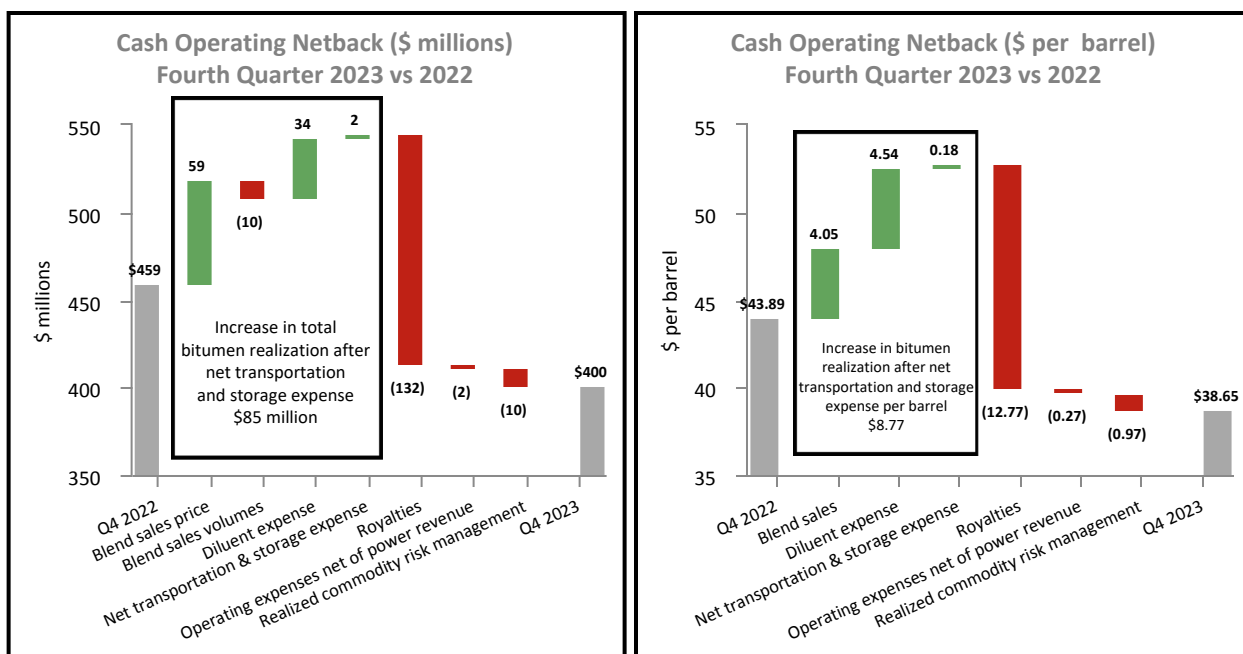 Cash Operating Netback ($ millions)
Fourth Quarter 2023 vs 2022
550
500
450
400
350
$ millions
$459
59
(10)
34
2
(132)
(2)
(10)
$400
Increase in total
bitumen realization after
net transportation
and storage expense
$85 million
Q4 2022
Blend sales price
Blend sales volumes
Diluent expense
Net transportation & storage expense
Royalties
Operating expenses net of power revenue
Realized commodity risk management
Q4 2023
Cash Operating Netback ($ per barrel)
Fourth Quarter 2023 vs 2022
55
50
45
40
35
$ per barrel
$43.89
4.05
4.54
0.18
(12.77)
(0.27)
(0.97)
$38.65
Increase in bitumen
realization after net
transportation and storage
expense per barrel
$8.77
Q4 2022
Blend sales
Diluent expense
Net transportation & storage expense
Royalties
Operating expenses net of power revenue
Realized commodity risk management
Q4 2023